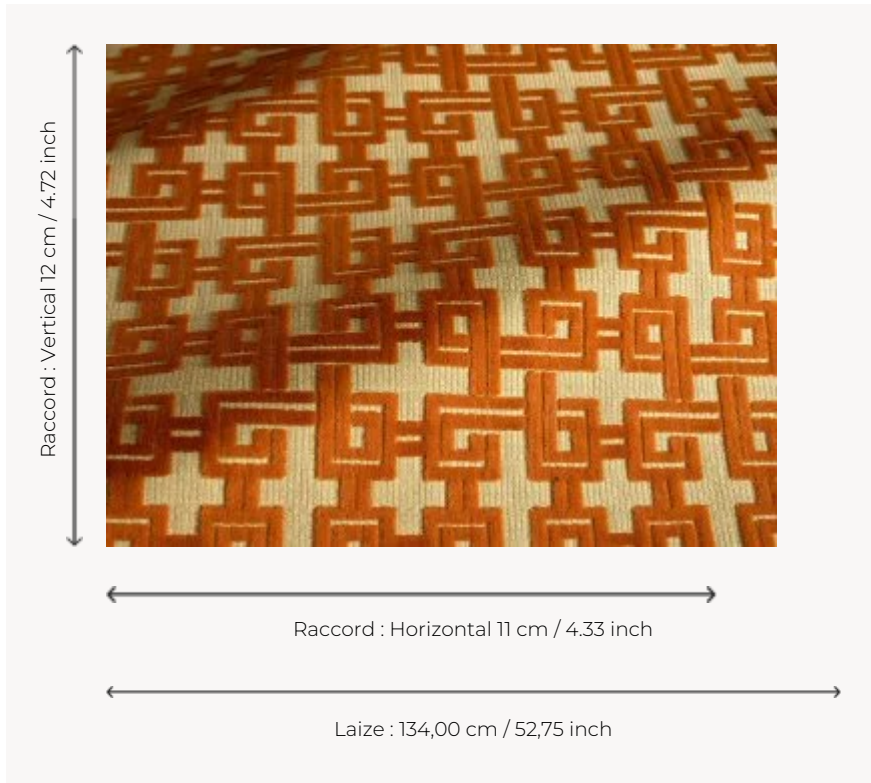 Raccord : Vertical 12 cm / 4.72 inch
Raccord : Horizontal 11 cm / 4.33 inch
Laize : 134,00 cm / 52,75 inch